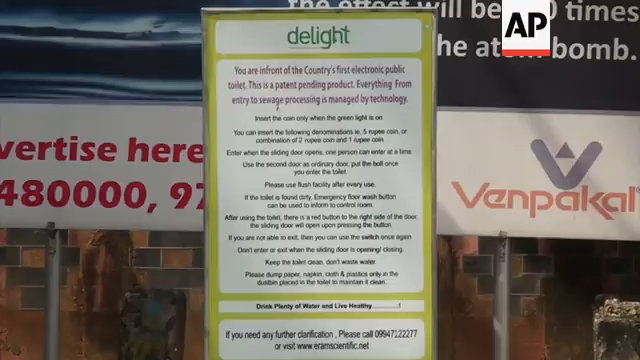 the effect will be 0 times
the atom bomb.
AP
delight
You are infront of the Country's first electronic public
toilet. This is a patent pending product. Everything From
entry to sewage processing is managed by technology.
Insert the coin only when the green light is on
You can insert the following denominations ie, 5 rupee coin, or
combination of 2 rupee coin and 1 rupee coin
Enter when the sliding door opens, one person can enter at a time
Use the second door as ordinary door, put the bolt once
you enter the toilet
Please use flush facility after every use.
If the toilet is found dirty, Emergency floor wash button
can be used to inform to control room.
After using the toilet, there is a red button to the right side of the door
the sliding door will open upon pressing the button.
If you are not able to exit, then you can use the switch once again
Don't enter or exit when the sliding door is opening/ closing.
Keep the toilet clean, don't waste water.
Please dump paper, napkin, cloth & plastics only in the
dustbin placed in the toilet to maintain it clean.
Drink Plenty of Water and Live Healthy..............!
If you need any further clarification , Please call 09947122277
or visit www.eramscientific.net
vertise here
480000, 97
Venpakal